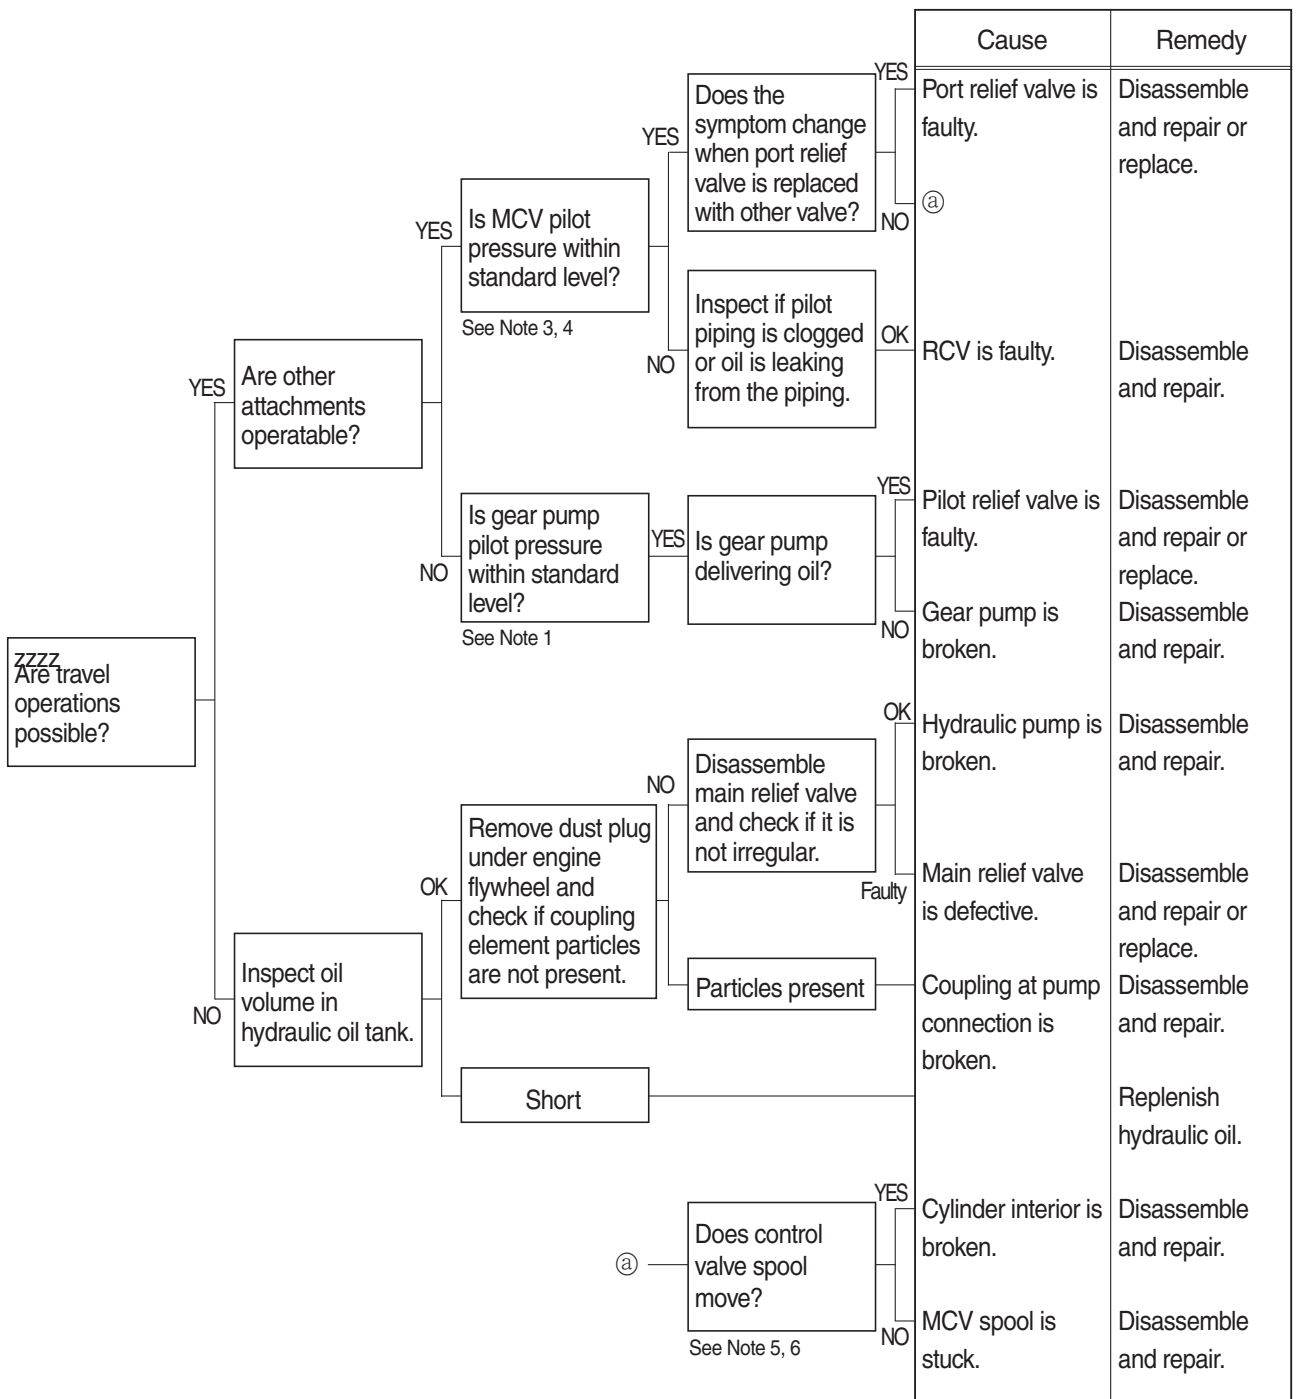 Cause
Remedy
YES
Does the
symptom change
when port relief
valve is replaced
with other valve?
YES
NO
Port relief valve is
faulty.
Disassemble
and repair or
replace.
ⓐ
YES
Is MCV pilot
pressure within
standard level?
See Note 3, 4
NO
Inspect if pilot
piping is clogged
or oil is leaking
from the piping.
OK
RCV is faulty.
Disassemble
and repair.
YES
Are other
attachments
operatable?
NO
Is gear pump
pilot pressure
within standard
level?
See Note 1
YES
Is gear pump
delivering oil?
YES
Pilot relief valve is
faulty.
Disassemble
and repair or
replace.
NO
Gear pump is
broken.
Disassemble
and repair.
zzzz
Are travel
operations
possible?
NO
Inspect oil
volume in
hydraulic oil tank.
OK
Remove dust plug
under engine
flywheel and
check if coupling
element particles
are not present.
NO
Disassemble
main relief valve
and check if it is
not irregular.
OK
Hydraulic pump is
broken.
Disassemble
and repair.
Faulty
Main relief valve
is defective.
Disassemble
and repair or
replace.
Particles present
Coupling at pump
connection is
broken.
Disassemble
and repair.
Short
Replenish
hydraulic oil.
ⓐ
Does control
valve spool
move?
See Note 5, 6
YES
Cylinder interior is
broken.
Disassemble
and repair.
NO
MCV spool is
stuck.
Disassemble
and repair.